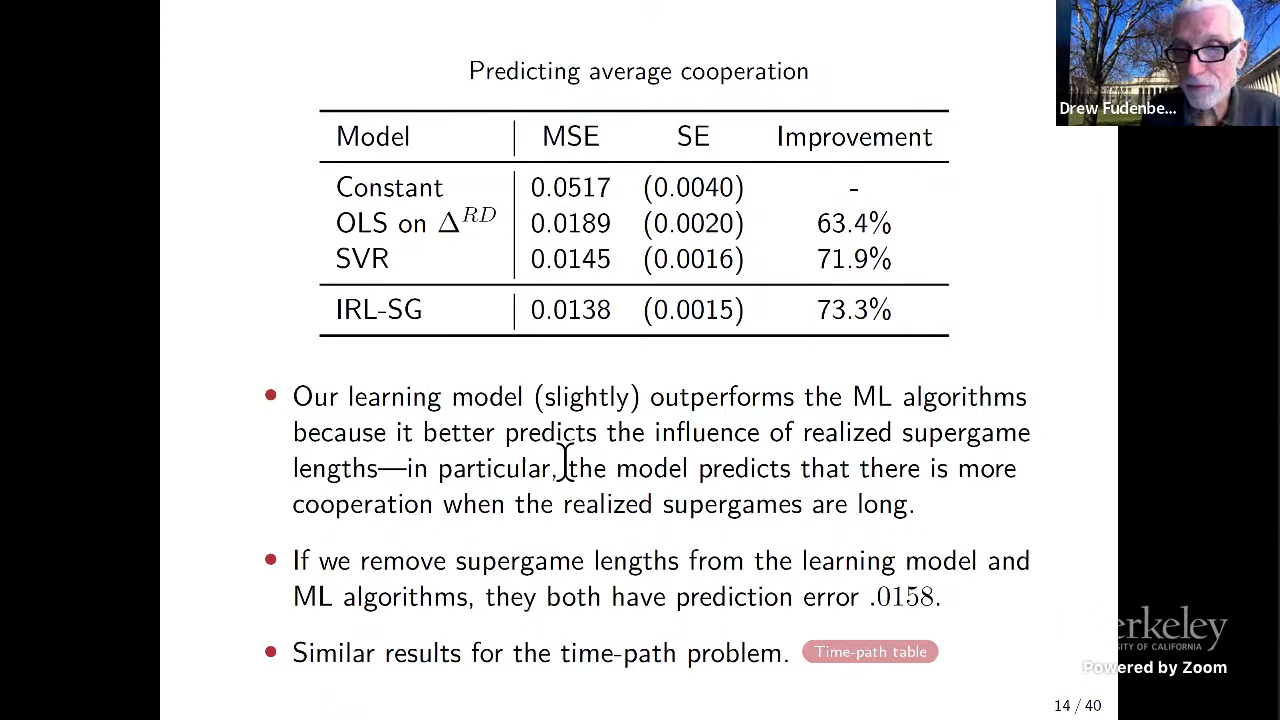 Predicting average cooperation
Model MSE SE Improvement
Constant 0.0517 (0.0040) -
OLS on Δ^{RD} 0.0189 (0.0020) 63.4%
SVR 0.0145 (0.0016) 71.9%
IRL-SG 0.0138 (0.0015) 73.3%
• Our learning model (slightly) outperforms the ML algorithms
because it better predicts the influence of realized supergame
lengths—in particular, the model predicts that there is more
cooperation when the realized supergames are long.
• If we remove supergame lengths from the learning model and
ML algorithms, they both have prediction error .0158.
• Similar results for the time-path problem. Time-path table
14 / 40
Drew Fudenbe...
erkeley
OF CALIFORNIA
Powered by Zoom